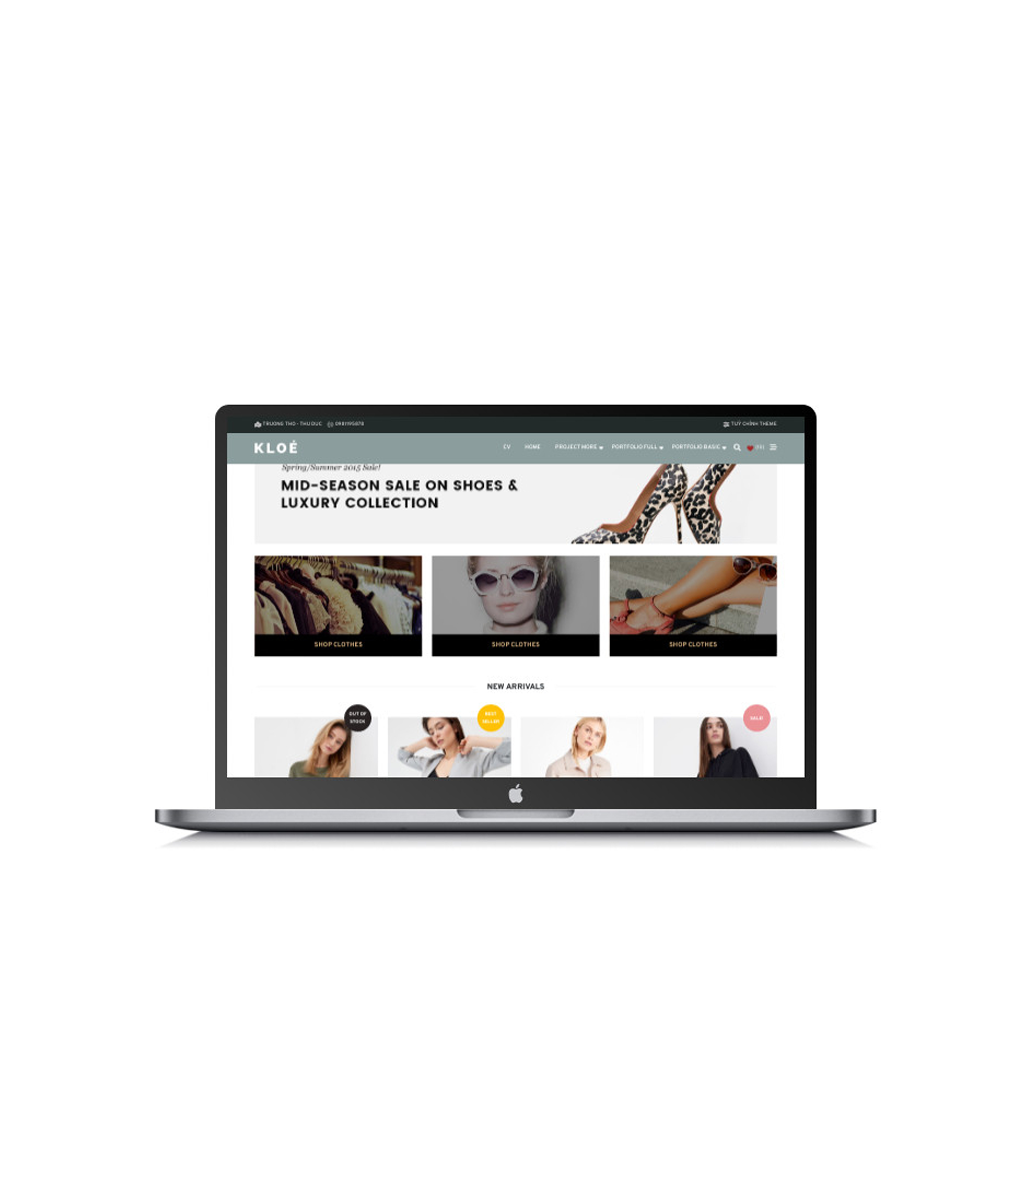 TRUONG THO - THU DUC
TUỲ CHỈNH THEME
KLOÉ
CV HOME PROJECT MORE PORTFOLIO FULL PORTFOLIO BASIC
Spring/Summer 2015 Sale!
MID-SEASON SALE ON SHOES &
LUXURY COLLECTION
SHOP CLOTHES
SHOP CLOTHES
SHOP CLOTHES
NEW ARRIVALS
OUT OF
STOCK
BEST
SELLER
SALE!